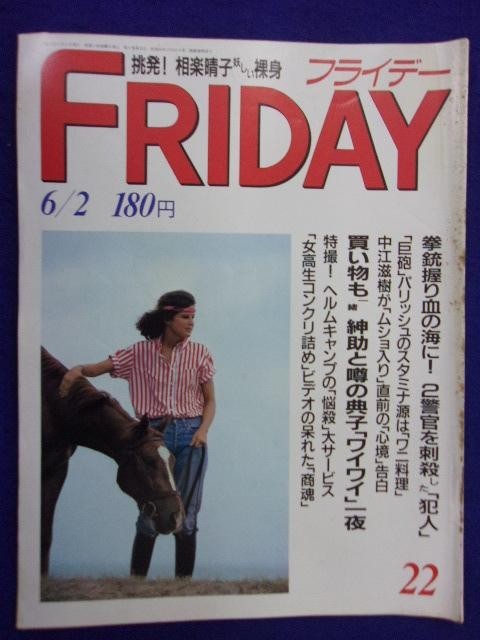 挑発！ 相楽晴子妖しい裸身
フライデー
FRIDAY
6/2 180円
拳銃握り血の海に！ 2警官を刺殺した「犯人」
「巨砲」パリッシュのスタミナ源は「ワニ料理」
中江滋樹が「ムショ入り」直前の「心境」告白
買い物も一緒 紳助と噂の典子「ワイワイ」一夜
特撮！ ヘルムキャンプの「悩殺」大サービス
「女高生コンクリ詰め」ビデオの呆れた「商魂」
22